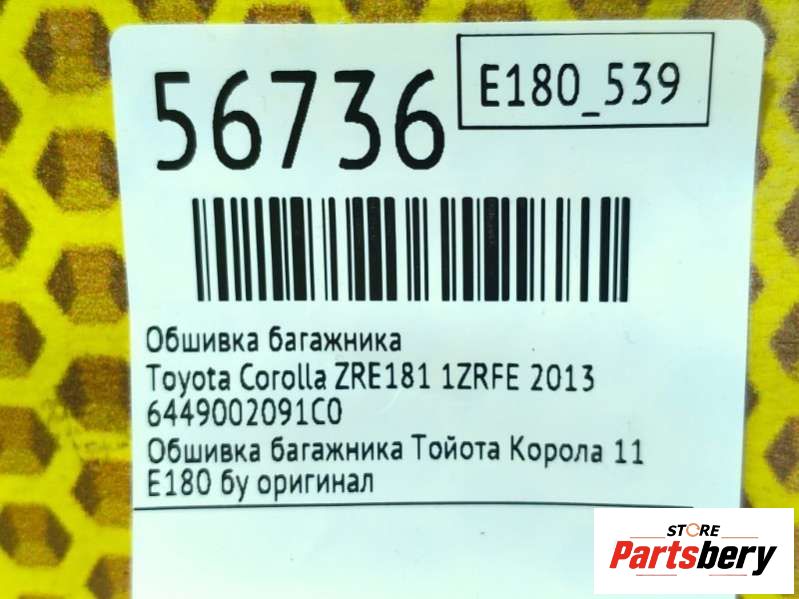 56736
E180_539
Обшивка багажника
Toyota Corolla ZRE181 1ZRFE 2013
6449002091C0
Обшивка багажника Тойота Корола 11
Е180 бу оригинал
STORE
Partsbery